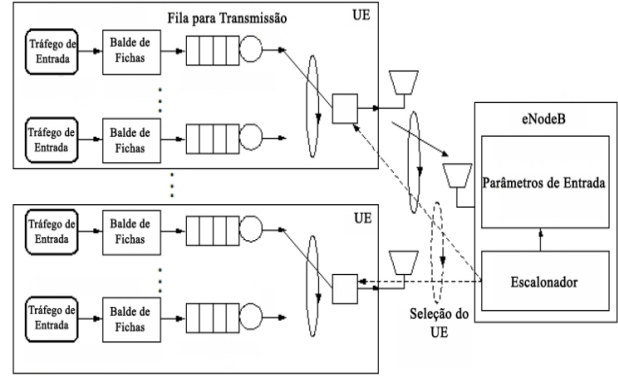 Fila para Transmissão
UE
Tráfego de
Entrada
Balde de
Fichas
Tráfego de
Entrada
Balde de
Fichas
eNodeB
Parâmetros de Entrada
Escalonador
UE
Tráfego de
Entrada
Balde de
Fichas
Tráfego de
Entrada
Balde de
Fichas
Seleção do
UE